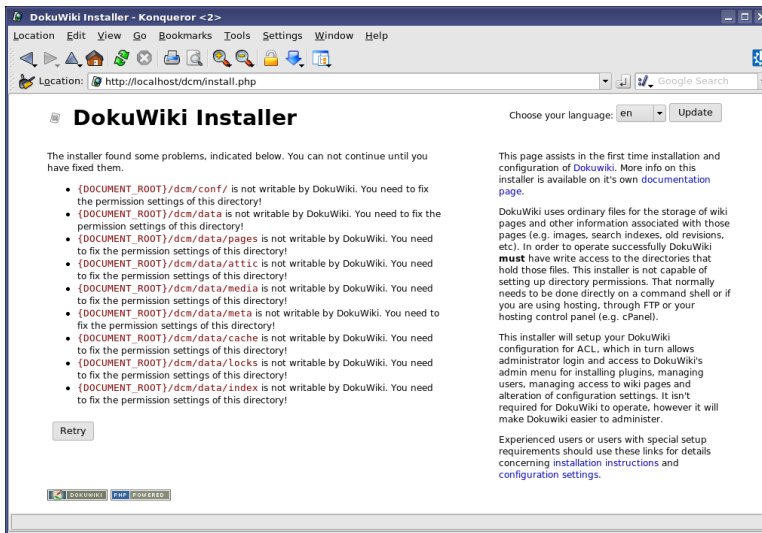 DokuWiki Installer - Konqueror <2>
Location Edit View Go Bookmarks Tools Settings Window Help
Location: http://localhost/dcm/install.php Google Search
DokuWiki Installer
Choose your language: en Update
The installer found some problems, indicated below. You can not continue until you
have fixed them.
{DOCUMENT_ROOT}/dcm/conf/ is not writable by DokuWiki. You need to fix
the permission settings of this directory!
{DOCUMENT_ROOT}/dcm/data is not writable by DokuWiki. You need to fix the
permission settings of this directory!
{DOCUMENT_ROOT}/dcm/data/pages is not writable by DokuWiki. You need
to fix the permission settings of this directory!
{DOCUMENT_ROOT}/dcm/data/attic is not writable by DokuWiki. You need
to fix the permission settings of this directory!
{DOCUMENT_ROOT}/dcm/data/media is not writable by DokuWiki. You need
to fix the permission settings of this directory!
{DOCUMENT_ROOT}/dcm/data/meta is not writable by DokuWiki. You need to
fix the permission settings of this directory!
{DOCUMENT_ROOT}/dcm/data/cache is not writable by DokuWiki. You need
to fix the permission settings of this directory!
{DOCUMENT_ROOT}/dcm/data/locks is not writable by DokuWiki. You need
to fix the permission settings of this directory!
{DOCUMENT_ROOT}/dcm/data/index is not writable by DokuWiki. You need
to fix the permission settings of this directory!
Retry
This page assists in the first time installation and
configuration of Dokuwiki. More info on this
installer is available on it's own documentation
page.
DokuWiki uses ordinary files for the storage of wiki
pages and other information associated with those
pages (e.g. images, search indexes, old revisions,
etc). In order to operate successfully DokuWiki
must have write access to the directories that
hold those files. This installer is not capable of
setting up directory permissions. That normally
needs to be done directly on a command shell or if
you are using hosting, through FTP or your
hosting control panel (e.g. cPanel).
This installer will setup your DokuWiki
configuration for ACL, which in turn allows
administrator login and access to DokuWiki's
admin menu for installing plugins, managing
users, managing access to wiki pages and
alteration of configuration settings. It isn't
required for DokuWiki to operate, however it will
make Dokuwiki easier to administer.
Experienced users or users with special setup
requirements should use these links for details
concerning installation instructions and
configuration settings.
DOKUWIKI PHP POWERED